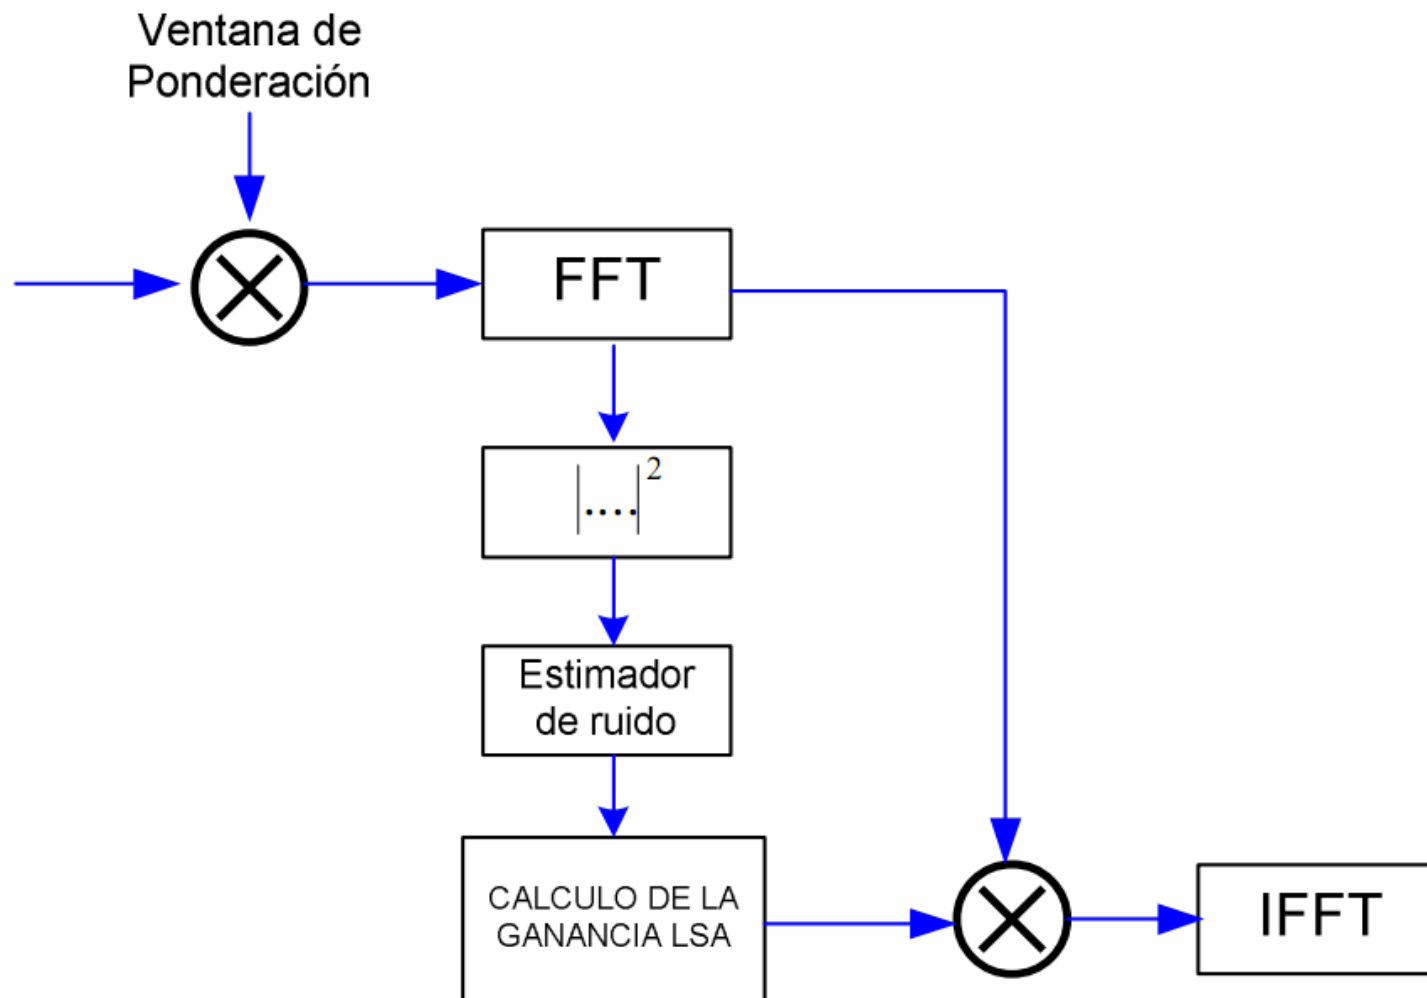 Ventana de
Ponderación
FFT
|....|²
Estimador
de ruido
CALCULO DE LA
GANANCIA LSA
IFFT